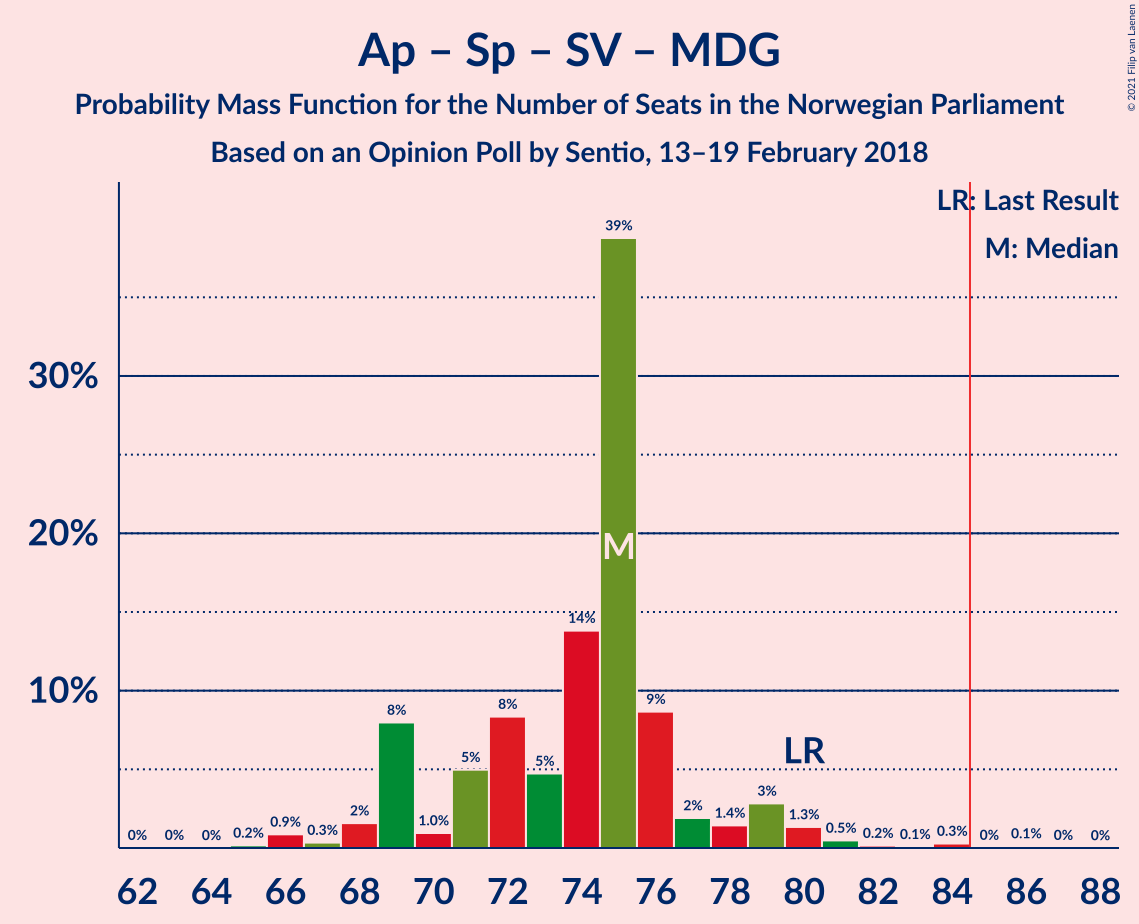 Ap – Sp – SV – MDG
Probability Mass Function for the Number of Seats in the Norwegian Parliament
Based on an Opinion Poll by Sentio, 13–19 February 2018
© 2021 Filip van Laenen
LR: Last Result
M: Median
39%
30%
20%
M
14%
10%
9%
8%
8%
LR
5%
5%
3%
2%
2%
1.4%
1.3%
1.0%
0.9%
0.5%
0% 0% 0% 0.2% 0.3% 0.2% 0.1% 0.3% 0% 0.1% 0% 0%
62 64 66 68 70 72 74 76 78 80 82 84 86 88